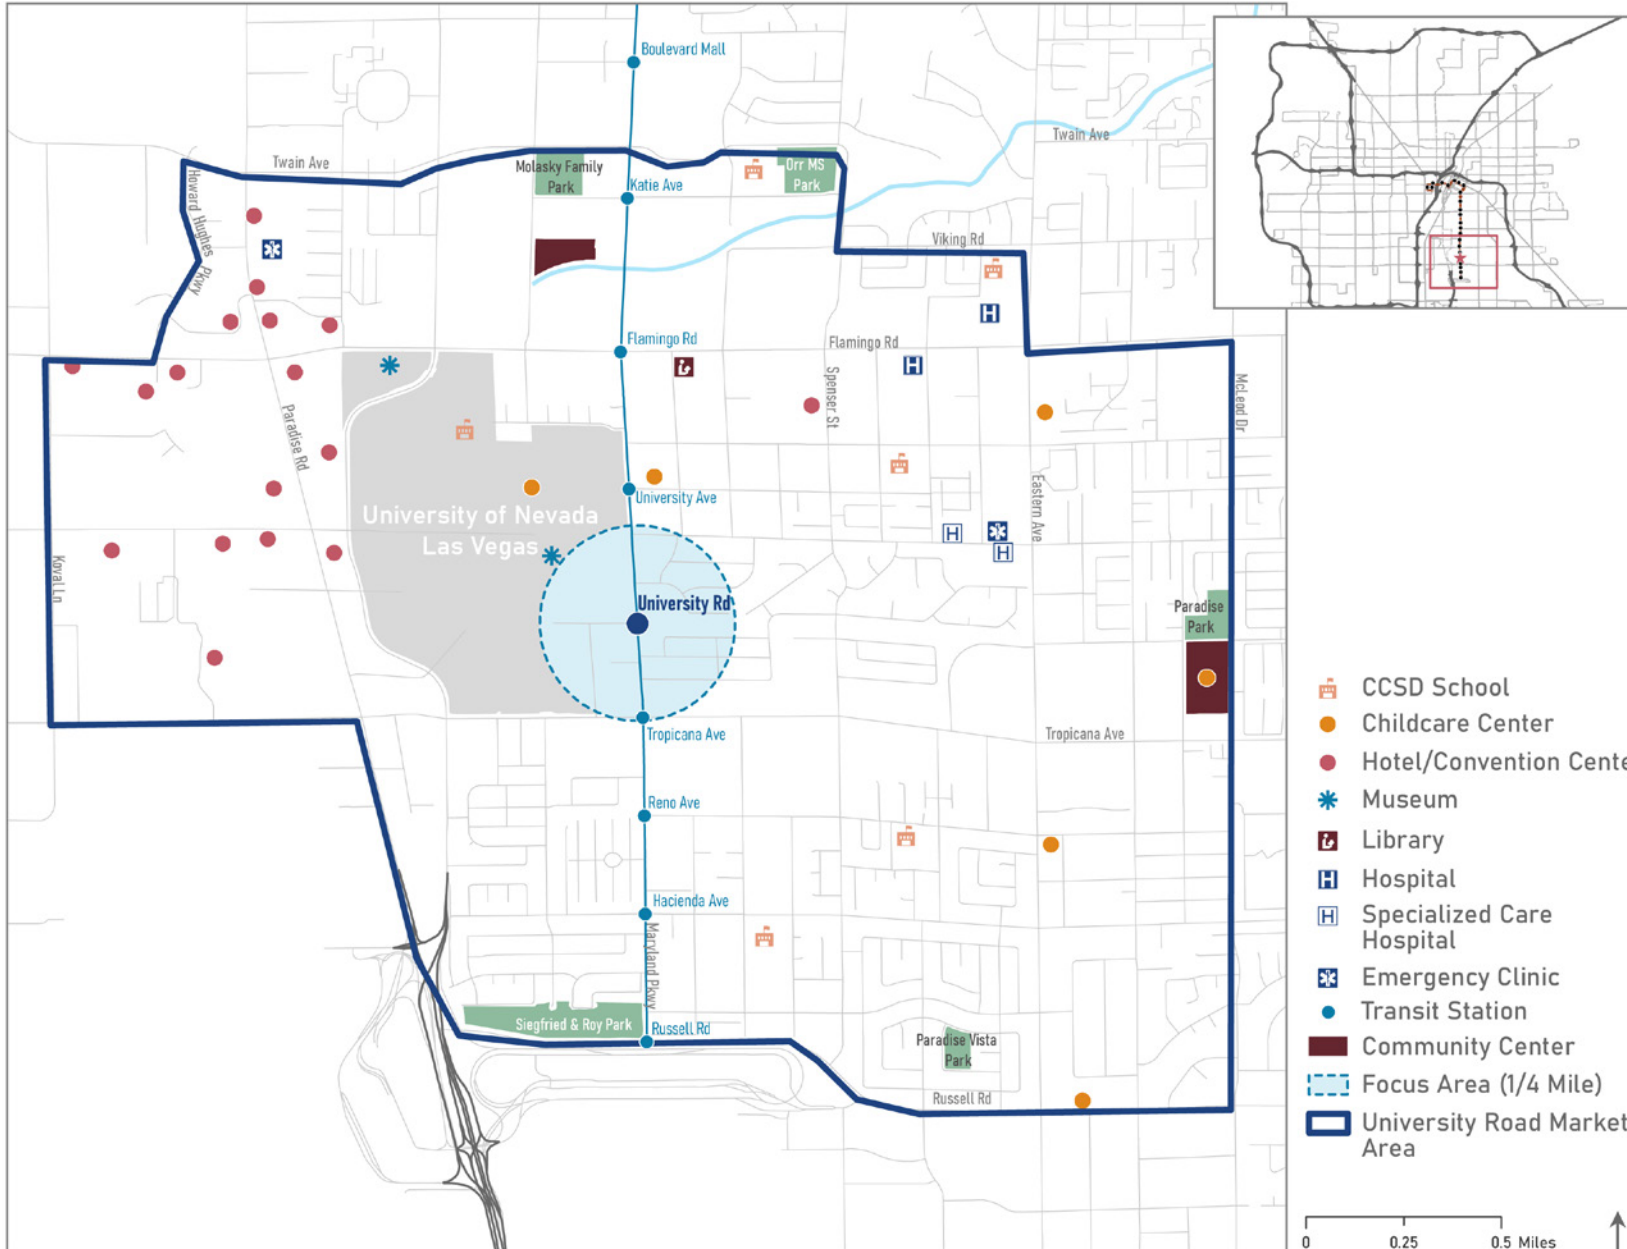 Boulevard Mall
Twain Ave
Twain Ave
Molasky Family
Park
Orr MS
Park
Katie Ave
Howard Hughes Pkwy
Viking Rd
Flamingo Rd
Flamingo Rd
Spenser St
McLeod Dr
Paradise Rd
University Ave
Eastern Ave
University of Nevada
Las Vegas
Koval Ln
University Rd
Paradise
Park
Tropicana Ave
Tropicana Ave
Reno Ave
Hacienda Ave
Maryland Pkwy
Siegfried & Roy Park
Russell Rd
Paradise Vista
Park
Russell Rd
CCSD School
Childcare Center
Hotel/Convention Cente
Museum
Library
H Hospital
H Specialized Care
Hospital
Emergency Clinic
Transit Station
Community Center
Focus Area (1/4 Mile)
University Road Market
Area
0 0.25 0.5 Miles
H
H
H
H